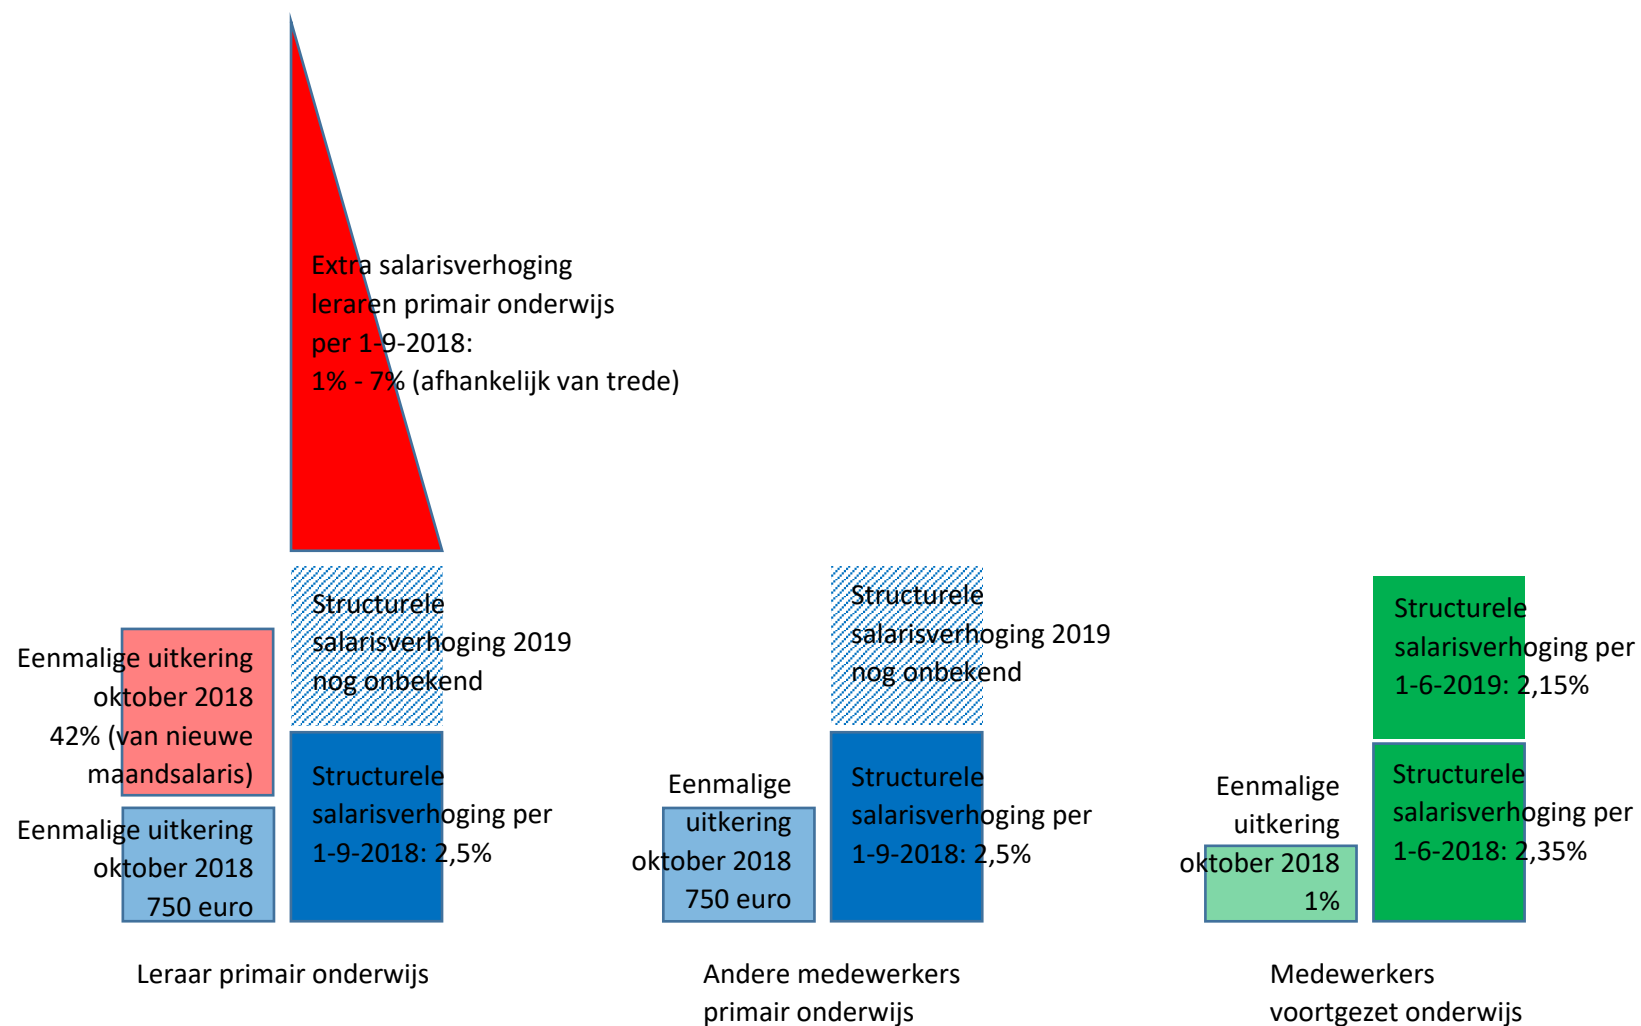 Extra salarisverhoging
leraren primair onderwijs
per 1-9-2018:
1% - 7% (afhankelijk van trede)
Structurele
salarisverhoging 2019
nog onbekend
Eenmalige uitkering
oktober 2018
42% (van nieuwe
maandsalaris)
Structurele
salarisverhoging per
1-9-2018: 2,5%
Eenmalige uitkering
oktober 2018
750 euro
Leraar primair onderwijs
Structurele
salarisverhoging 2019
nog onbekend
Eenmalige
uitkering
oktober 2018
750 euro
Structurele
salarisverhoging per
1-9-2018: 2,5%
Andere medewerkers
primair onderwijs
Structurele
salarisverhoging per
1-6-2019: 2,15%
Eenmalige
uitkering
oktober 2018
1%
Structurele
salarisverhoging per
1-6-2018: 2,35%
Medewerkers
voortgezet onderwijs